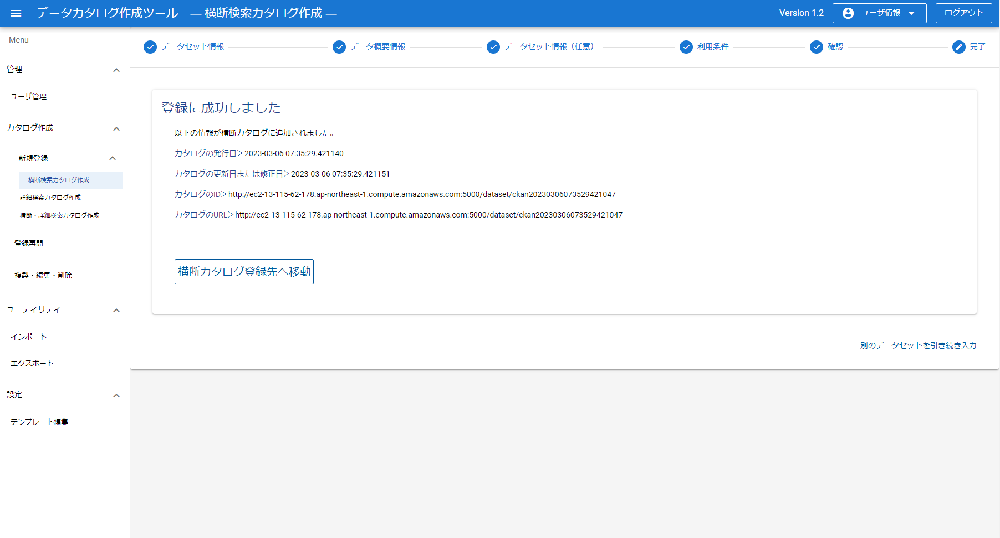 データカタログ作成ツール　― 横断検索カタログ作成 ―
Version 1.2
ユーザ情報
ログアウト
Menu
管理
ユーザ管理
カタログ作成
新規登録
横断検索カタログ作成
詳細検索カタログ作成
横断・詳細検索カタログ作成
登録再開
複製・編集・削除
ユーティリティ
インポート
エクスポート
設定
テンプレート編集
データセット情報
データ概要情報
データセット情報（任意）
利用条件
確認
完了
登録に成功しました
以下の情報が横断カタログに追加されました。
カタログの発行日＞2023-03-06 07:35:29.421140
カタログの更新日または修正日＞2023-03-06 07:35:29.421151
カタログのID＞http://ec2-13-115-62-178.ap-northeast-1.compute.amazonaws.com:5000/dataset/ckan20230306073529421047
カタログのURL＞http://ec2-13-115-62-178.ap-northeast-1.compute.amazonaws.com:5000/dataset/ckan20230306073529421047
横断カタログ登録先へ移動
別のデータセットを引き続き入力